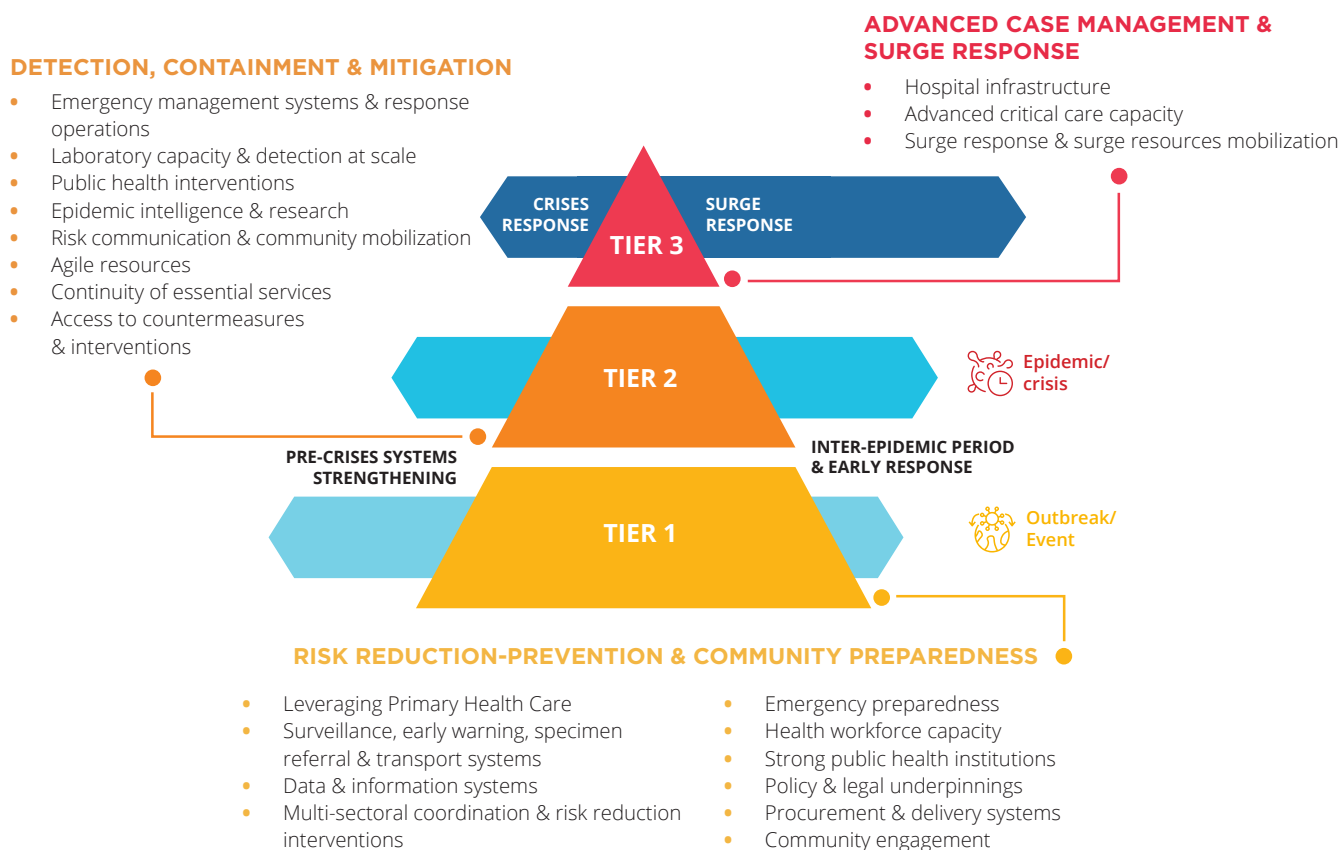 ADVANCED CASE MANAGEMENT &
SURGE RESPONSE
• Hospital infrastructure
• Advanced critical care capacity
• Surge response & surge resources mobilization
DETECTION, CONTAINMENT & MITIGATION
• Emergency management systems & response
operations
• Laboratory capacity & detection at scale
• Public health interventions
• Epidemic intelligence & research
• Risk communication & community mobilization
• Agile resources
• Continuity of essential services
• Access to countermeasures
& interventions
CRISES
RESPONSE
SURGE
RESPONSE
TIER 3
TIER 2
Epidemic/
crisis
PRE-CRISES SYSTEMS
STRENGTHENING
INTER-EPIDEMIC PERIOD
& EARLY RESPONSE
TIER 1
Outbreak/
Event
RISK REDUCTION-PREVENTION & COMMUNITY PREPAREDNESS
• Leveraging Primary Health Care
• Surveillance, early warning, specimen
referral & transport systems
• Data & information systems
• Multi-sectoral coordination & risk reduction
interventions
• Emergency preparedness
• Health workforce capacity
• Strong public health institutions
• Policy & legal underpinnings
• Procurement & delivery systems
• Community engagement